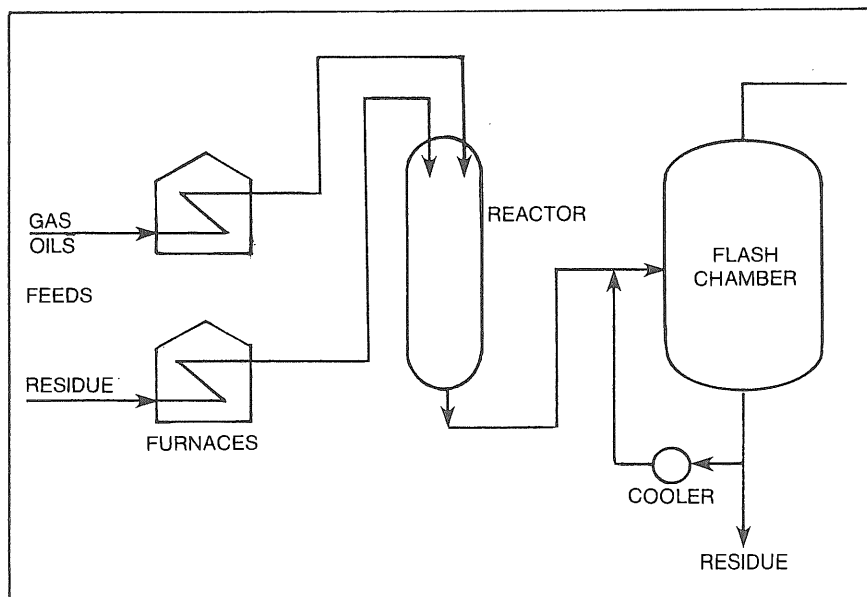 GAS
OILS
FEEDS
RESIDUE
FURNACES
REACTOR
FLASH
CHAMBER
COOLER
RESIDUE